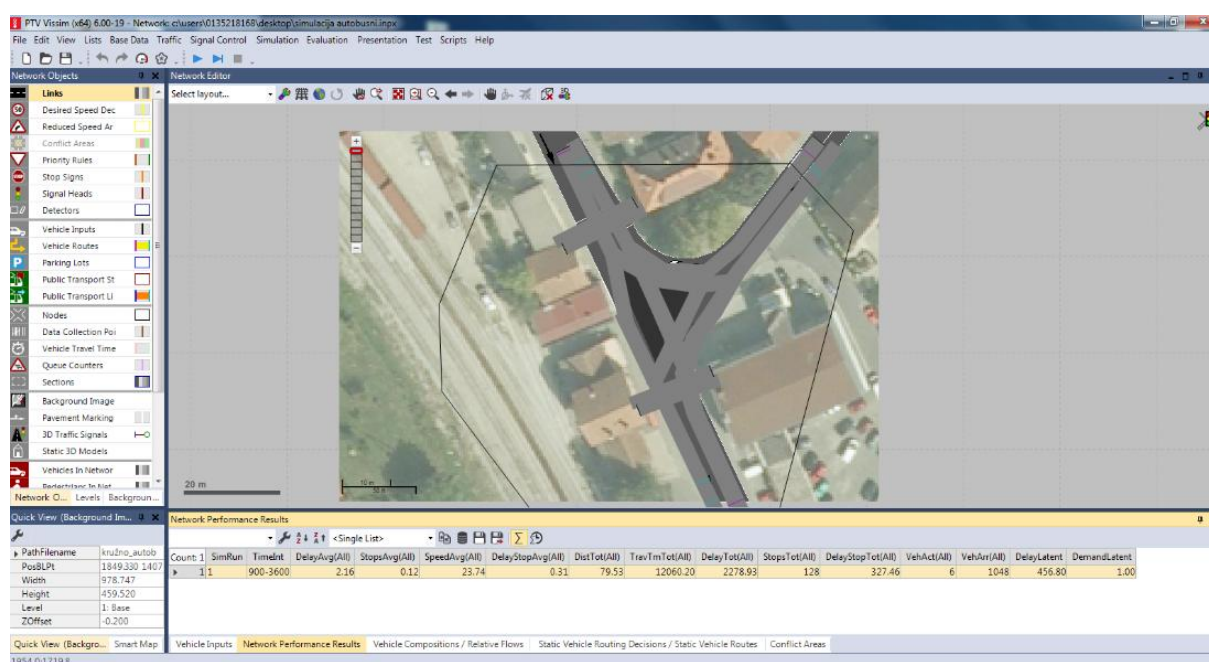 PTV Vissim (x64) 6.00-19 - Network: c:\users\0135218168\desktop\simulacija autobusni.inpx
File Edit View Lists Base Data Traffic Signal Control Simulation Evaluation Presentation Test Scripts Help
Network Objects
Network Editor
Select layout...
Links
Desired Speed Dec
Reduced Speed Ar
Conflict Areas
Priority Rules
Stop Signs
Signal Heads
Detectors
Vehicle Inputs
Vehicle Routes
Parking Lots
Public Transport St
Public Transport Li
Nodes
Data Collection Poi
Vehicle Travel Time
Queue Counters
Sections
Background Image
Pavement Marking
3D Traffic Signals
Static 3D Models
Vehicles In Networ
Pedestrians In Net
Network O... Levels Backgroun...
20 m
10 m
Quick View (Background Im...
PathFilename kružno_autob
PosBLPt 1849.330 1407
Width 978.747
Height 459.520
Level 1: Base
ZOffset -0.200
Quick View (Backgro... Smart Map
Network Performance Results
<Single List>
Count: 1 SimRun TimeInt DelayAvg(All) StopsAvg(All) SpeedAvg(All) DelayStopAvg(All) DistTot(All) TravTmTot(All) DelayTot(All) StopsTot(All) DelayStopTot(All) VehAct(All) VehArr(All) DelayLatent DemandLatent
1 1 900-3600 2.16 0.12 23.74 0.31 79.53 12060.20 2278.93 128 327.46 6 1048 456.80 1.00
Vehicle Inputs Network Performance Results Vehicle Compositions / Relative Flows Static Vehicle Routing Decisions / Static Vehicle Routes Conflict Areas